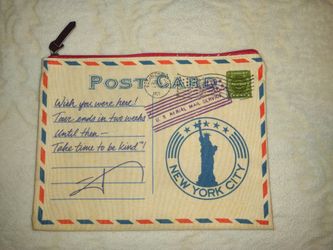 POST CARD
U.S. AERIAL MAIL SERVICE
Wish you were here!
Tour ends in two weeks
Until then—
Take time to be kind™!
NEW YORK CITY